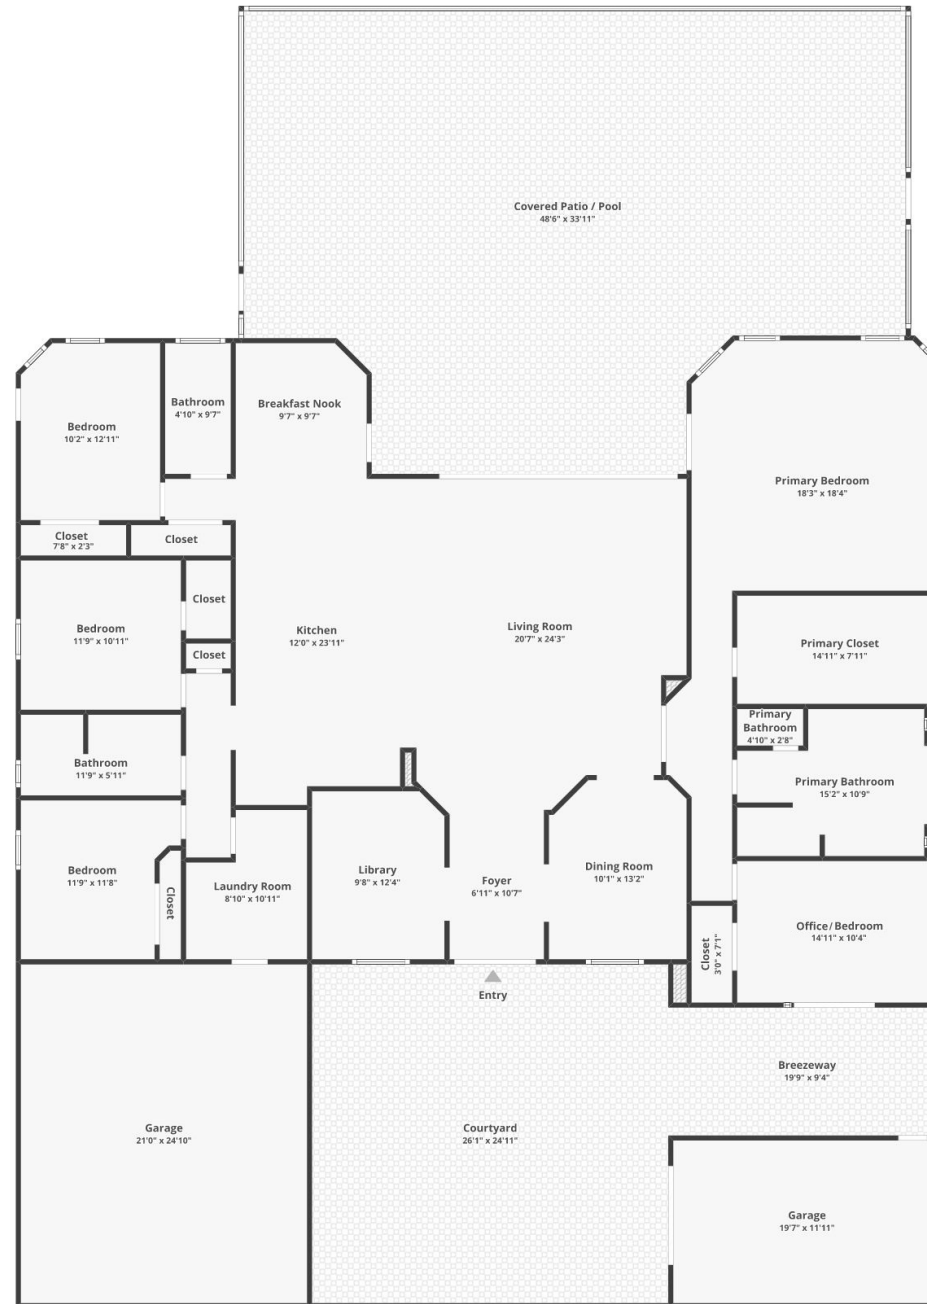 Covered Patio / Pool
48'6" x 33'11"
Bathroom
4'10" x 9'7"
Breakfast Nook
9'7" x 9'7"
Bedroom
10'2" x 12'11"
Primary Bedroom
18'3" x 18'4"
Closet
7'8" x 2'3"
Closet
Closet
Bedroom
11'9" x 10'11"
Kitchen
12'0" x 23'11"
Living Room
20'7" x 24'3"
Primary Closet
14'11" x 7'11"
Closet
Primary
Bathroom
4'10" x 2'8"
Bathroom
11'9" x 5'11"
Primary Bathroom
15'2" x 10'9"
Bedroom
11'9" x 11'8"
Closet
Laundry Room
8'10" x 10'11"
Library
9'8" x 12'4"
Foyer
6'11" x 10'7"
Dining Room
10'1" x 13'2"
Office/Bedroom
14'11" x 10'4"
Closet
3'0" x 7'1"
Entry
Breezeway
19'9" x 9'4"
Garage
21'0" x 24'10"
Courtyard
26'1" x 24'11"
Garage
19'7" x 11'11"